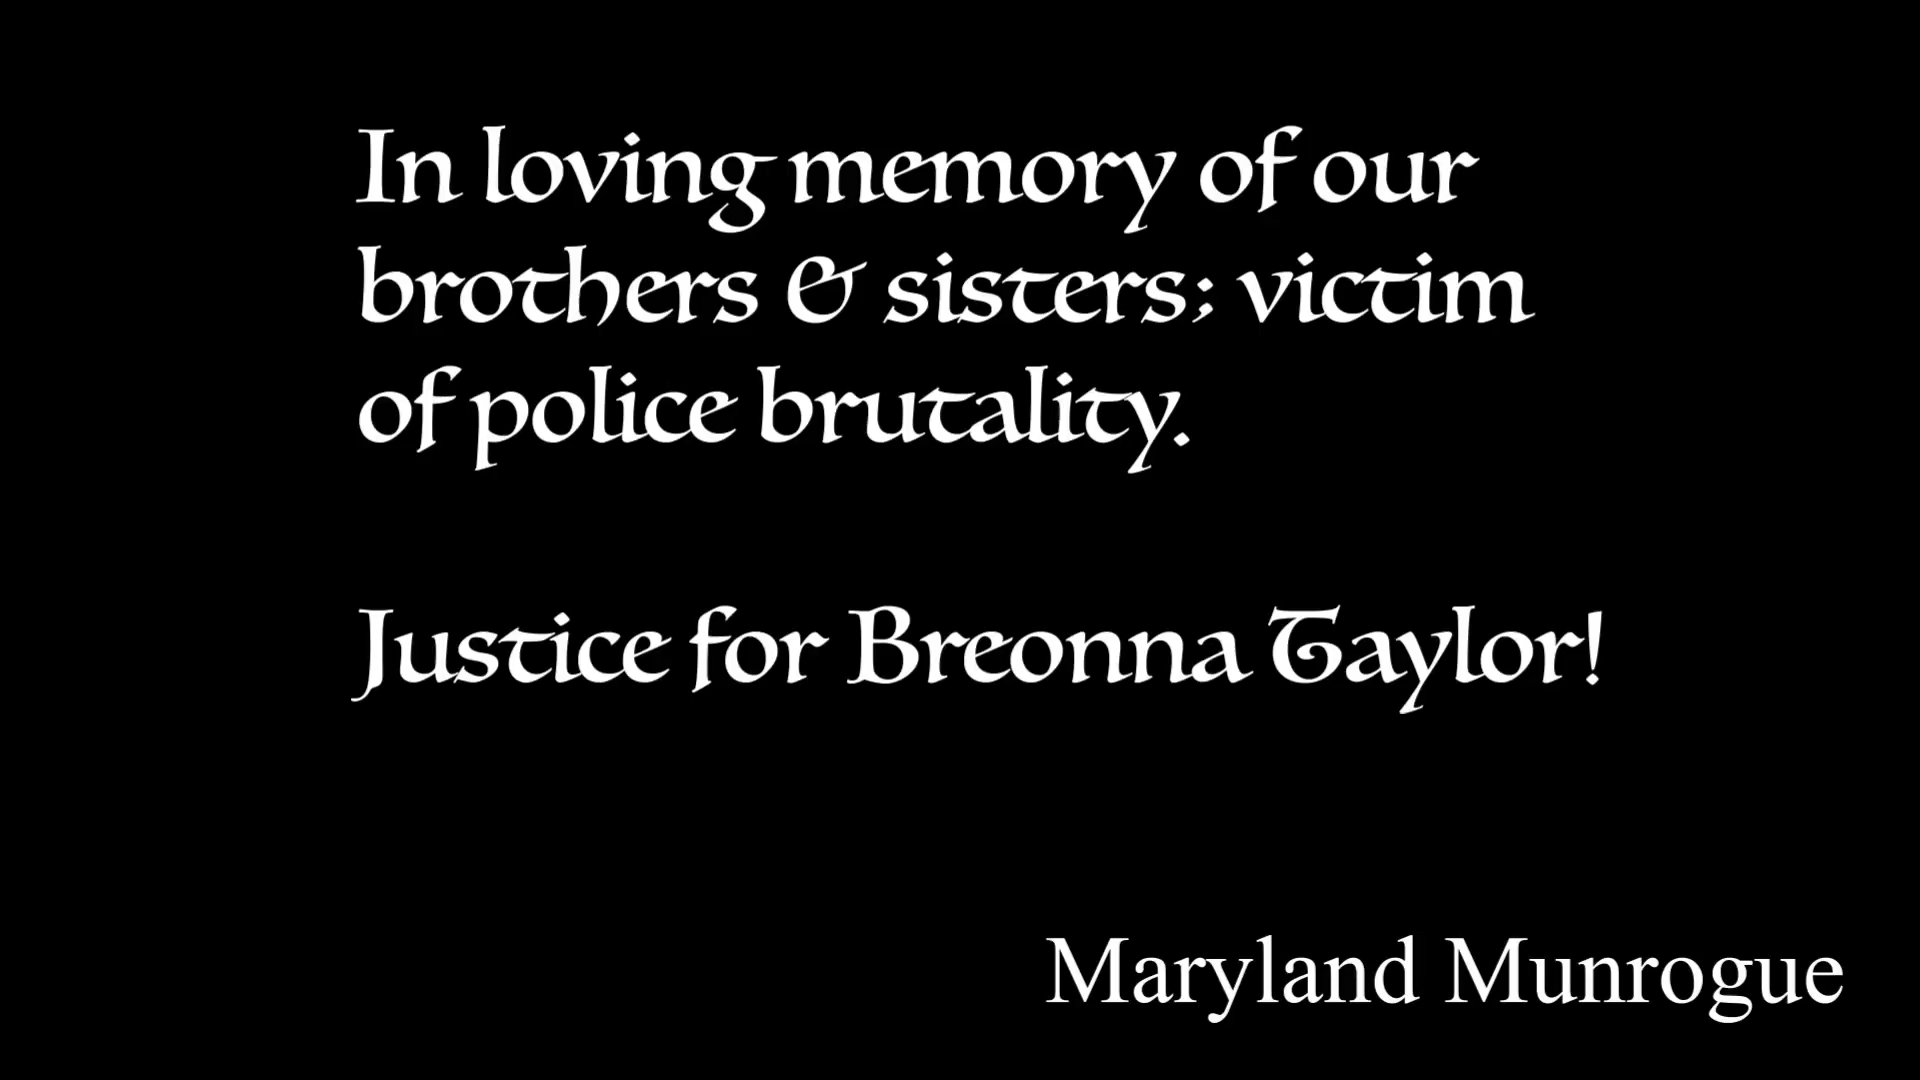 In loving memory of our
brothers & sisters; victim
of police brutality.
Justice for Breonna Taylor!
Maryland Munrogue